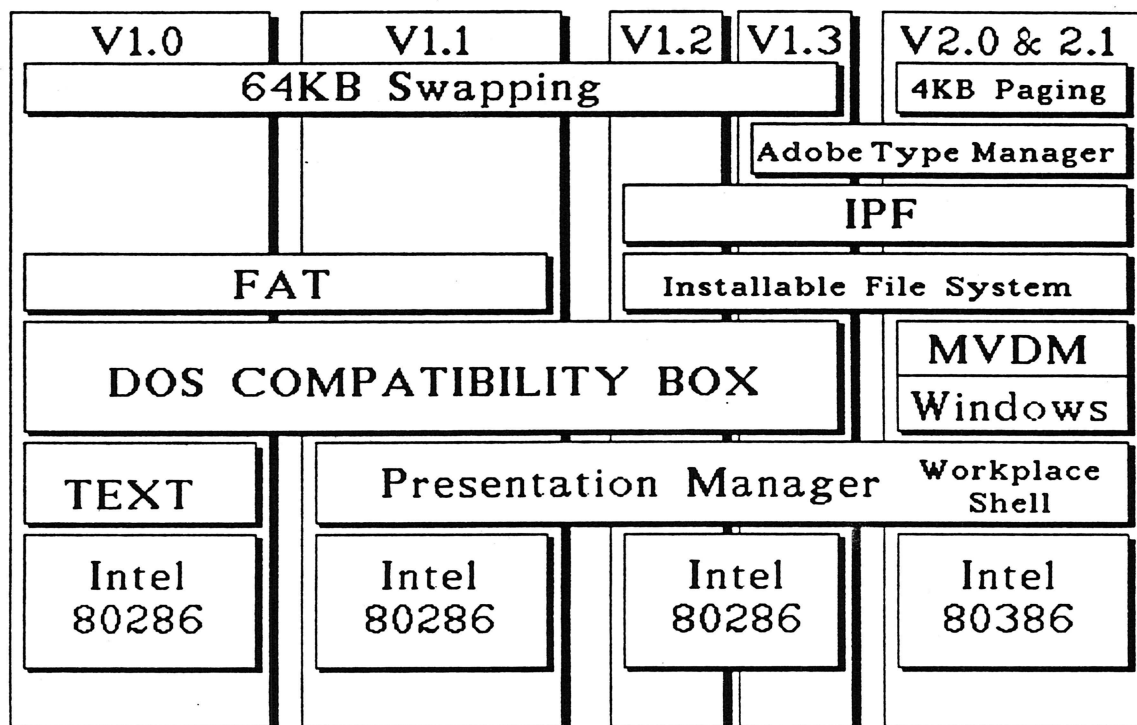 V1.0 V1.1 V1.2 V1.3 V2.0 & 2.1
64KB Swapping 4KB Paging
Adobe Type Manager
IPF
FAT Installable File System
DOS COMPATIBILITY BOX MVDM
Windows
TEXT Presentation Manager Workplace
Shell
Intel Intel Intel Intel
80286 80286 80286 80386